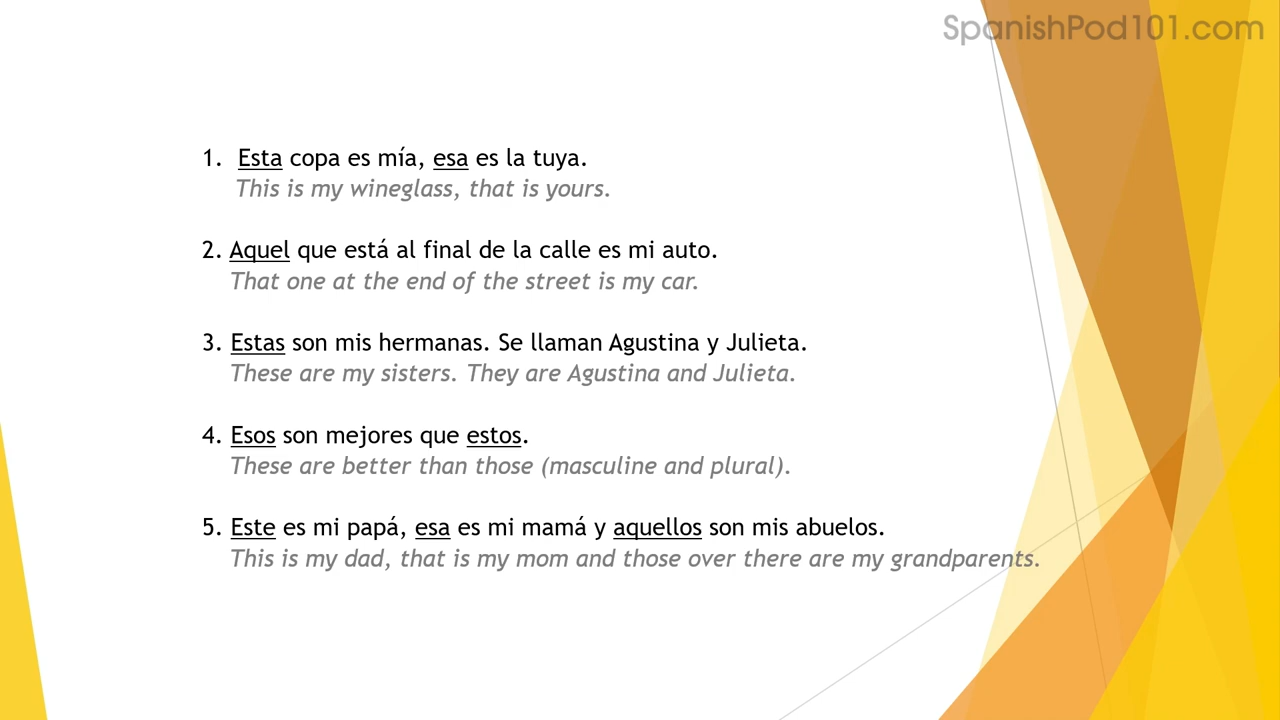 SpanishPod101.com
1. Esta copa es mía, esa es la tuya.
This is my wineglass, that is yours.
2. Aquel que está al final de la calle es mi auto.
That one at the end of the street is my car.
3. Estas son mis hermanas. Se llaman Agustina y Julieta.
These are my sisters. They are Agustina and Julieta.
4. Esos son mejores que estos.
These are better than those (masculine and plural).
5. Este es mi papá, esa es mi mamá y aquellos son mis abuelos.
This is my dad, that is my mom and those over there are my grandparents.